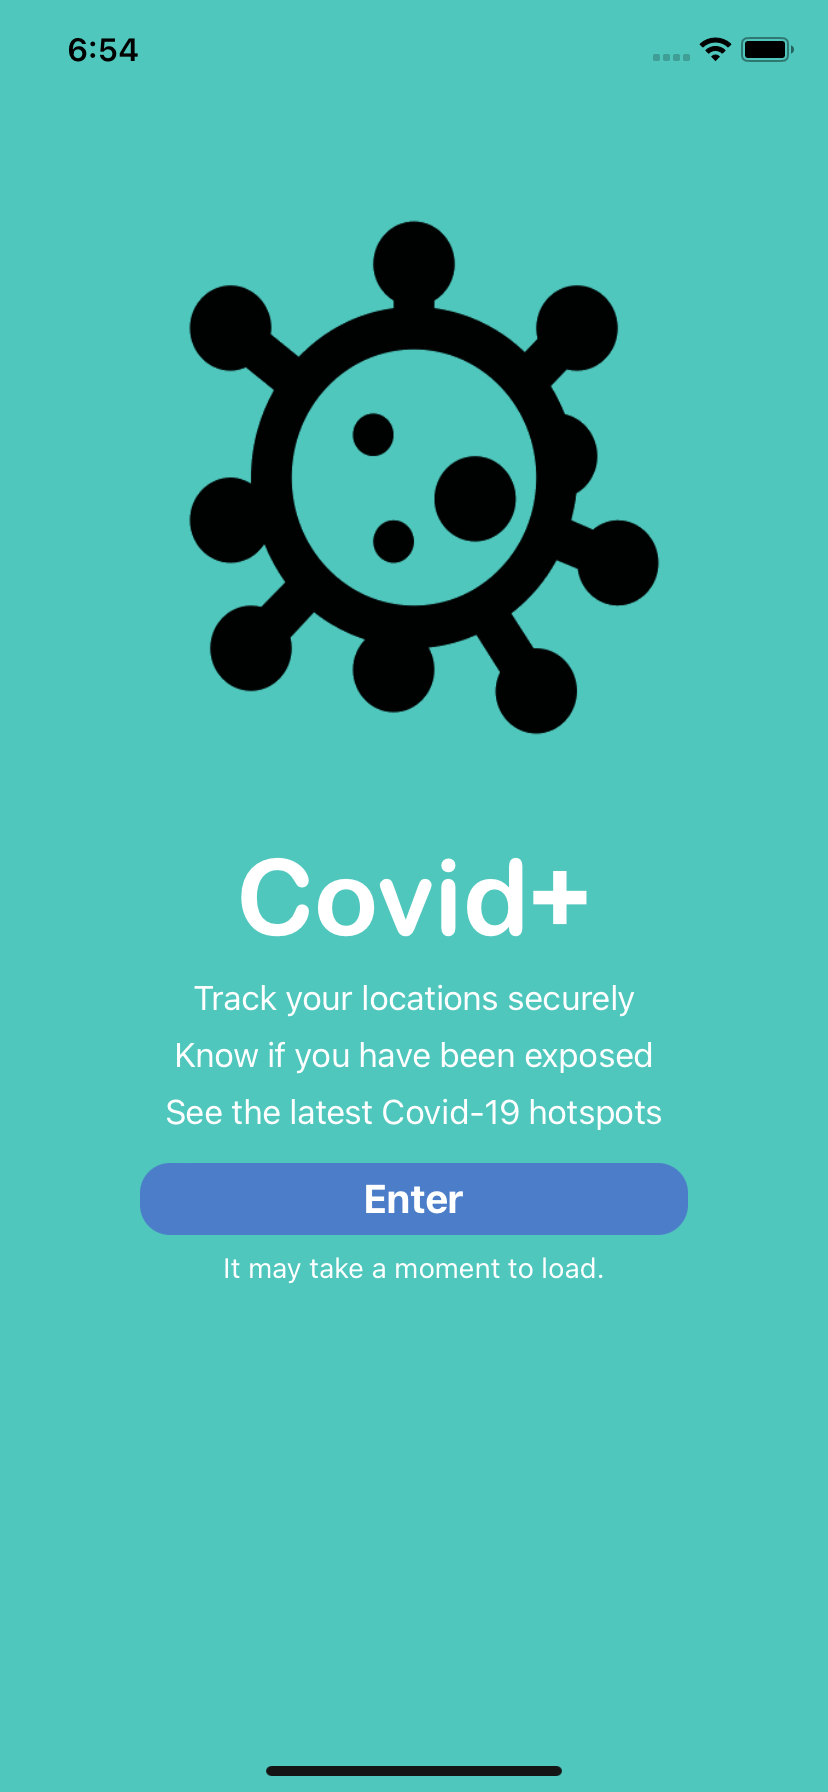 6:54
Covid+
Track your locations securely
Know if you have been exposed
See the latest Covid-19 hotspots
Enter
It may take a moment to load.